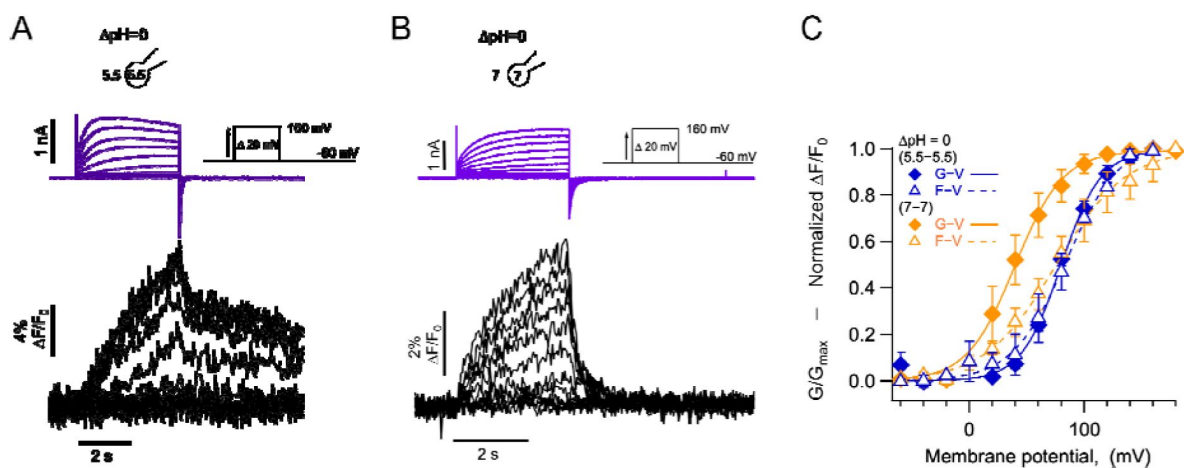 A
ΔpH=0
5.5 5.5
1 nA
160 mV
Δ 20 mV
-60 mV
4%
ΔF/F0
2 s
B
ΔpH=0
7 7
1 nA
160 mV
Δ 20 mV
-60 mV
2%
ΔF/F0
2 s
C
G/Gmax — Normalized ΔF/F0
1.0
0.8
0.6
0.4
0.2
0.0
ΔpH = 0
(5.5−5.5)
G−V
F−V
(7−7)
G−V
F−V
0 100
Membrane potential, (mV)